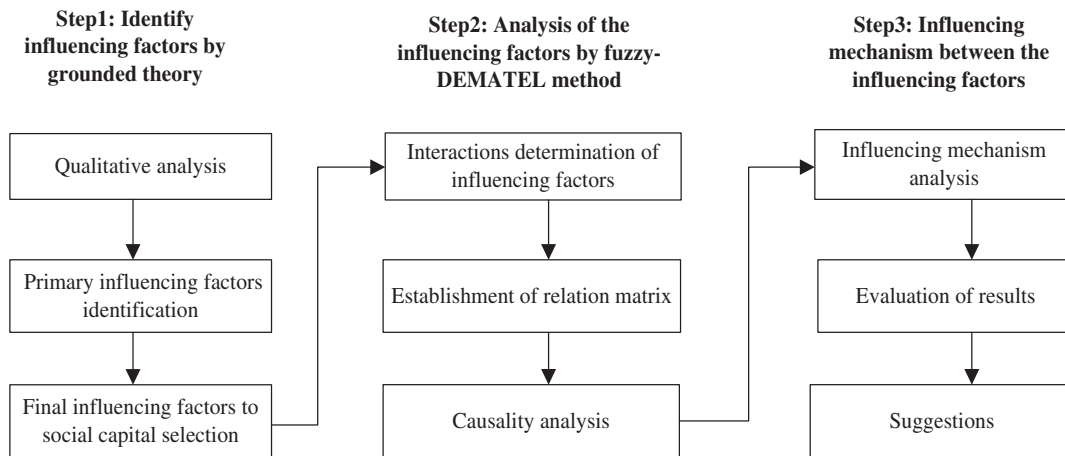 Step1: Identify
influencing factors by
grounded theory
Qualitative analysis
Primary influencing factors
identification
Final influencing factors to
social capital selection
Step2: Analysis of the
influencing factors by fuzzy-
DEMATEL method
Interactions determination of
influencing factors
Establishment of relation matrix
Causality analysis
Step3: Influencing
mechanism between the
influencing factors
Influencing mechanism
analysis
Evaluation of results
Suggestions